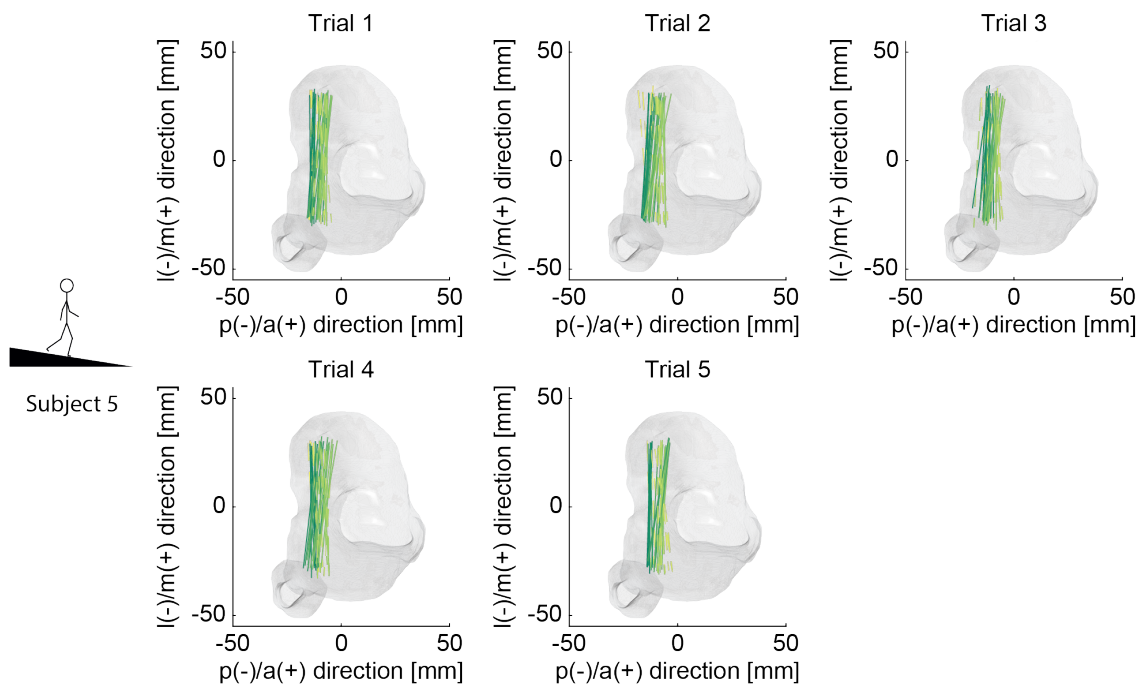 Trial 1
Trial 2
Trial 3
l(-)/m(+) direction [mm]
50
0
-50
-50
0
50
p(-)/a(+) direction [mm]
l(-)/m(+) direction [mm]
50
0
-50
-50
0
50
p(-)/a(+) direction [mm]
l(-)/m(+) direction [mm]
50
0
-50
-50
0
50
p(-)/a(+) direction [mm]
Subject 5
Trial 4
Trial 5
l(-)/m(+) direction [mm]
50
0
-50
-50
0
50
p(-)/a(+) direction [mm]
l(-)/m(+) direction [mm]
50
0
-50
-50
0
50
p(-)/a(+) direction [mm]